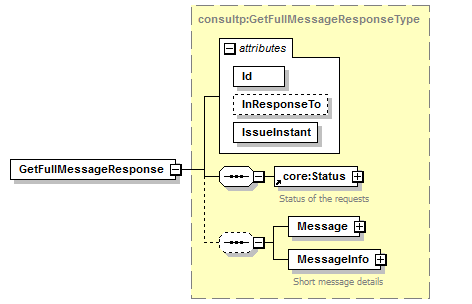 consultp:GetFullMessageResponseType
attributes
Id
InResponseTo
IssueInstant
GetFullMessageResponse
core:Status
Status of the requests
Message
MessageInfo
Short message details